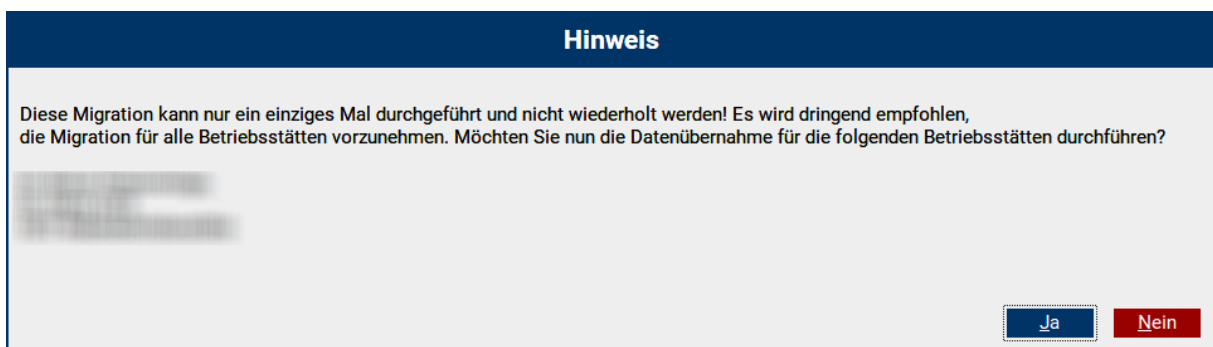 Hinweis
Diese Migration kann nur ein einziges Mal durchgeführt und nicht wiederholt werden! Es wird dringend empfohlen,
die Migration für alle Betriebsstätten vorzunehmen. Möchten Sie nun die Datenübernahme für die folgenden Betriebsstätten durchführen?
Ja
Nein